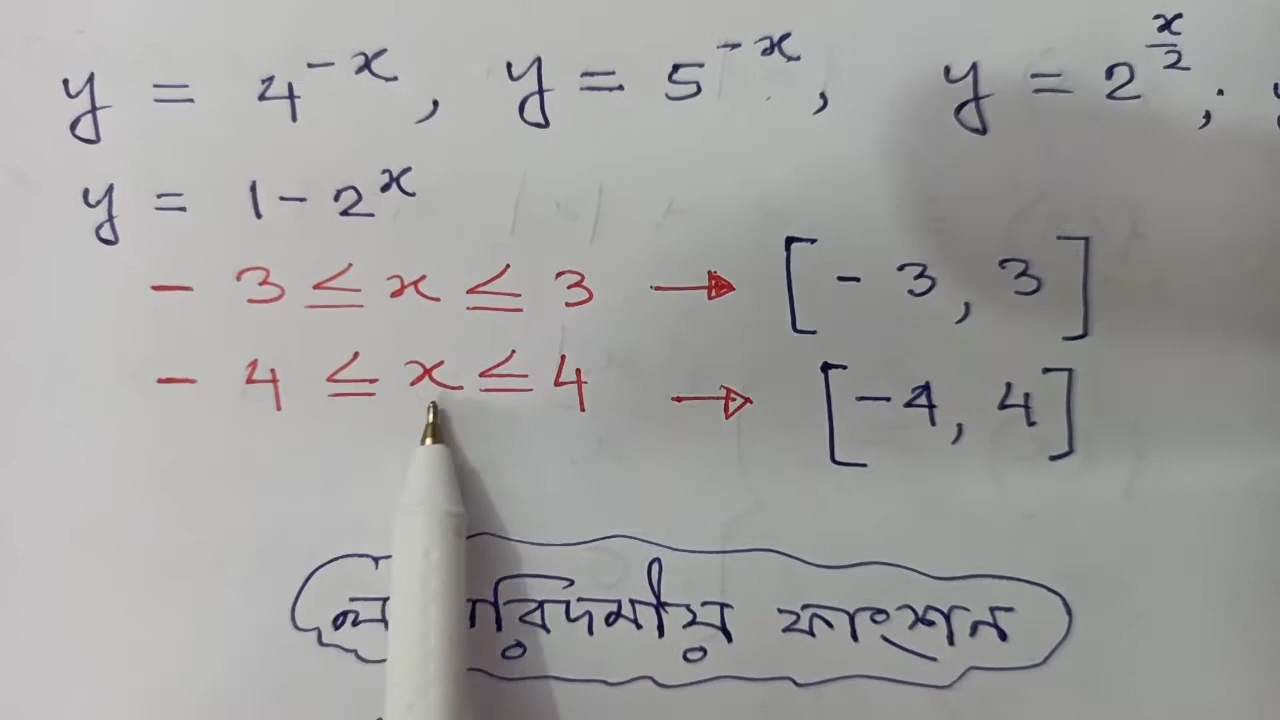 y = 4^{-x}, y = 5^{-x}, y = 2^{x/2};
y = 1 - 2^x
- 3 ≤ x ≤ 3 → [- 3, 3]
- 4 ≤ x ≤ 4 → [-4, 4]
ফাংশন